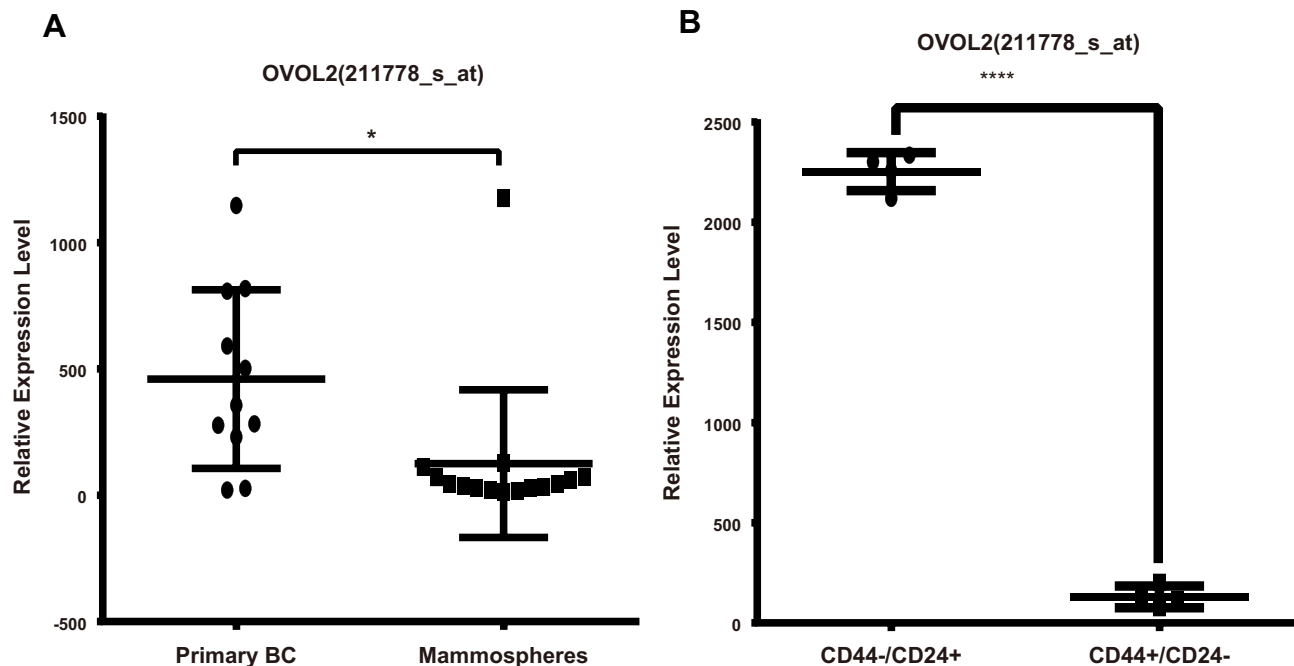 A
OVOL2(211778_s_at)
*
1500
1000
500
0
-500
Relative Expression Level
Primary BC
Mammospheres
B
OVOL2(211778_s_at)
****
2500
2000
1500
1000
500
0
Relative Expression Level
CD44-/CD24+
CD44+/CD24-